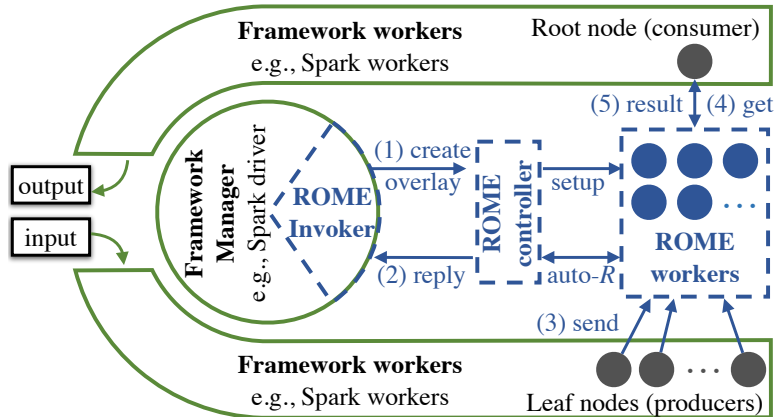 Framework workers
e.g., Spark workers
Root node (consumer)
(5) result
(4) get
output
input
Framework
Manager
e.g., Spark driver
ROME
Invoker
(1) create
overlay
(2) reply
ROME
controller
setup
auto-R
...
ROME
workers
(3) send
Framework workers
e.g., Spark workers
...
Leaf nodes (producers)